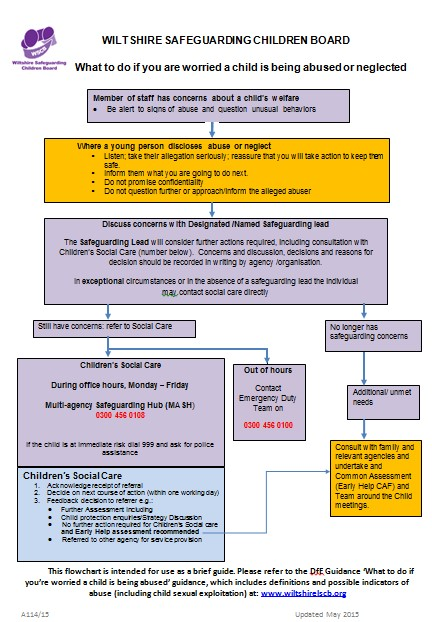 WILTSHIRE SAFEGUARDING CHILDREN BOARD
WSCB
Wiltshire Safeguarding
Children Board
What to do if you are worried a child is being abused or neglected
Member of staff has concerns about a child's welfare
• Be alert to signs of abuse and question unusual behaviors
Where a young person discloses abuse or neglect
• Listen; take their allegation seriously; reassure that you will take action to keep them
safe.
• Inform them what you are going to do next.
• Do not promise confidentiality
• Do not question further or approach/inform the alleged abuser
Discuss concerns with Designated /Named Safeguarding lead
The Safeguarding Lead will consider further actions required, including consultation with
Children's Social Care (number below). Concerns and discussion, decisions and reasons for
decision should be recorded in writing by agency /organisation.
In exceptional circumstances or in the absence of a safeguarding lead the individual
may contact social care directly
Still have concerns: refer to Social Care
No longer has
safeguarding concerns
Children's Social Care
During office hours, Monday – Friday
Multi-agency Safeguarding Hub (MASH)
0300 456 0108
If the child is at immediate risk dial 999 and ask for police
assistance
Out of hours
Contact
Emergency Duty
Team on
0300 456 0100
Additional/ unmet
needs
Children's Social Care
1. Acknowledge receipt of referral
2. Decide on next course of action (within one working day)
3. Feedback decision to referrer e.g.:
• Further Assessment including
• Child protection enquiries/Strategy Discussion
• No further action required for Children's Social care
and Early Help assessment recommended
• Referred to other agency for service provision
Consult with family and
relevant agencies and
undertake and
Common Assessment
(Early Help CAF) and
Team around the Child
meetings.
This flowchart is intended for use as a brief guide. Please refer to the DfE Guidance 'What to do if
you're worried a child is being abused' guidance, which includes definitions and possible indicators of
abuse (including child sexual exploitation) at: www.wiltshirelscb.org
A114/15
Updated May 2015